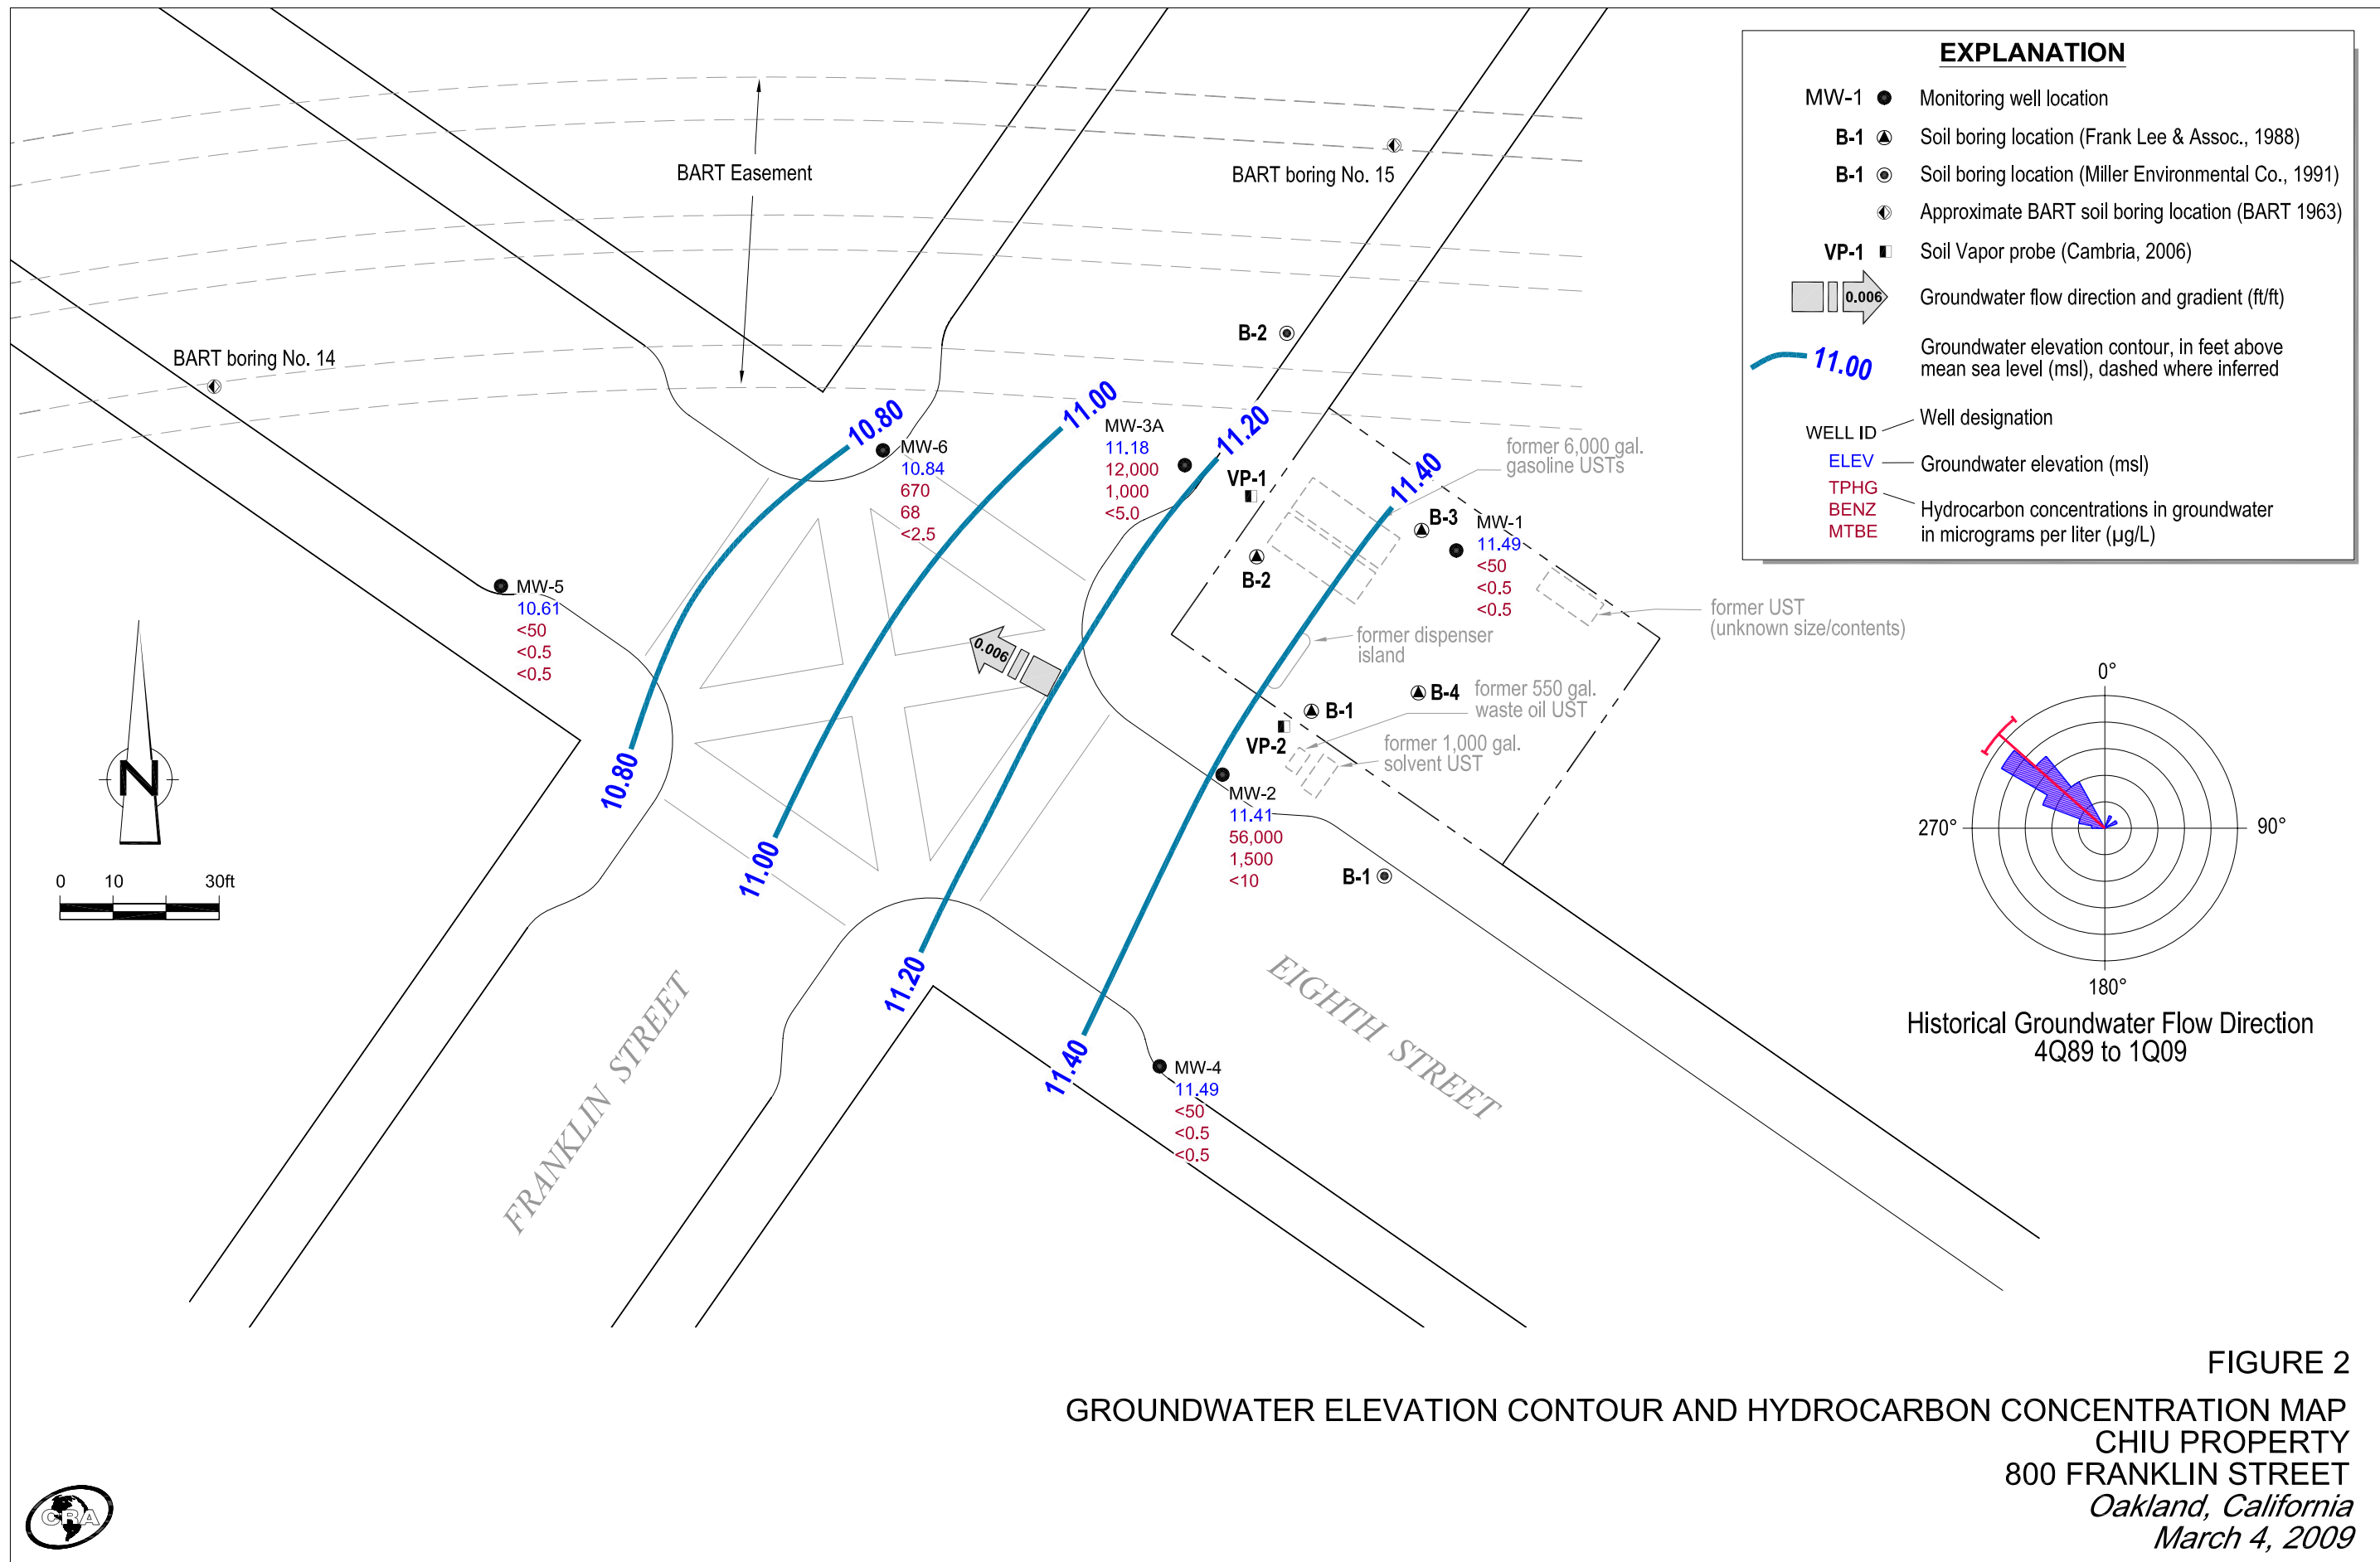 BART Easement
BART boring No. 15
BART boring No. 14
B-2
10.80
11.00
11.20
11.40
MW-6
10.84
670
68
<2.5
MW-3A
11.18
12,000
1,000
<5.0
VP-1
former 6,000 gal.
gasoline USTs
B-3
MW-1
11.49
<50
<0.5
<0.5
B-2
MW-5
10.61
<50
<0.5
<0.5
0.006
former dispenser
island
former UST
(unknown size/contents)
B-4
former 550 gal.
waste oil UST
B-1
VP-2
former 1,000 gal.
solvent UST
MW-2
11.41
56,000
1,500
<10
B-1
10.80
11.00
11.20
11.40
MW-4
11.49
<50
<0.5
<0.5
FRANKLIN STREET
EIGHTH STREET
N
0 10 30ft
EXPLANATION
MW-1 Monitoring well location
B-1 Soil boring location (Frank Lee & Assoc., 1988)
B-1 Soil boring location (Miller Environmental Co., 1991)
Approximate BART soil boring location (BART 1963)
VP-1 Soil Vapor probe (Cambria, 2006)
0.006 Groundwater flow direction and gradient (ft/ft)
11.00 Groundwater elevation contour, in feet above
mean sea level (msl), dashed where inferred
WELL ID Well designation
ELEV Groundwater elevation (msl)
TPHG
BENZ Hydrocarbon concentrations in groundwater
MTBE in micrograms per liter (µg/L)
0°
270° 90°
180°
Historical Groundwater Flow Direction
4Q89 to 1Q09
FIGURE 2
GROUNDWATER ELEVATION CONTOUR AND HYDROCARBON CONCENTRATION MAP
CHIU PROPERTY
800 FRANKLIN STREET
Oakland, California
March 4, 2009
CRA